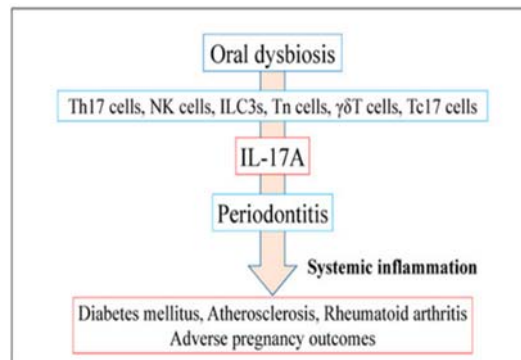 Oral dysbiosis
Th17 cells, NK cells, ILC3s, Tn cells, γδT cells, Tc17 cells
IL-17A
Periodontitis
Systemic inflammation
Diabetes mellitus, Atherosclerosis, Rheumatoid arthritis
Adverse pregnancy outcomes